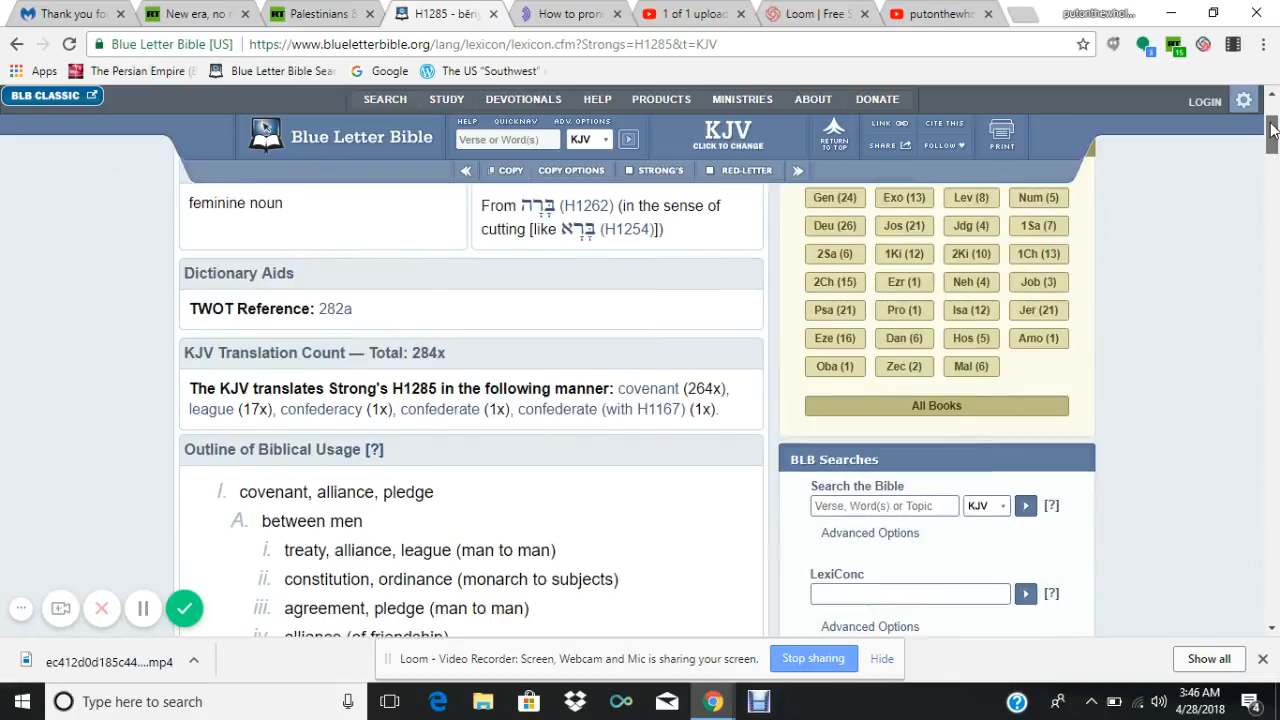 Thank you fo
New era, no r
Palestinians &
H1285 - bĕri
How to pron
1 of 1 upload
Loom | Free S
putonthewh
putonthewhol...
Blue Letter Bible [US]
https://www.blueletterbible.org/lang/lexicon/lexicon.cfm?Strongs=H1285&t=KJV
3
15
Apps
The Persian Empire (E
Blue Letter Bible Sea
Google
The US “Southwest”
BLB CLASSIC
SEARCH
STUDY
DEVOTIONALS
HELP
PRODUCTS
MINISTRIES
ABOUT
DONATE
LOGIN
Blue Letter Bible
HELP
QUICKNAV
ADV. OPTIONS
Verse or Word(s)
KJV
KJV
CLICK TO CHANGE
RETURN
TO TOP
LINK
CITE THIS
SHARE
FOLLOW
PRINT
COPY
COPY OPTIONS
STRONG'S
RED-LETTER
feminine noun
From בָּרָה (H1262) (in the sense of
cutting [like בָּרָא (H1254)])
Dictionary Aids
TWOT Reference: 282a
KJV Translation Count — Total: 284x
The KJV translates Strong's H1285 in the following manner: covenant (264x),
league (17x), confederacy (1x), confederate (1x), confederate (with H1167) (1x).
Outline of Biblical Usage [?]
I. covenant, alliance, pledge
A. between men
i. treaty, alliance, league (man to man)
ii. constitution, ordinance (monarch to subjects)
iii. agreement, pledge (man to man)
iv. alliance (of friendship)
Gen (24) Exo (13) Lev (8) Num (5)
Deu (26) Jos (21) Jdg (4) 1Sa (7)
2Sa (6) 1Ki (12) 2Ki (10) 1Ch (13)
2Ch (15) Ezr (1) Neh (4) Job (3)
Psa (21) Pro (1) Isa (12) Jer (21)
Eze (16) Dan (6) Hos (5) Amo (1)
Oba (1) Zec (2) Mal (6)
All Books
BLB Searches
Search the Bible
Verse, Word(s) or Topic
KJV
[?]
Advanced Options
LexiConc
[?]
Advanced Options
ec412d0d185c44....mp4
Loom - Video Recorder: Screen, Webcam and Mic is sharing your screen.
Stop sharing
Hide
Show all
Type here to search
3:46 AM
4/28/2018
4